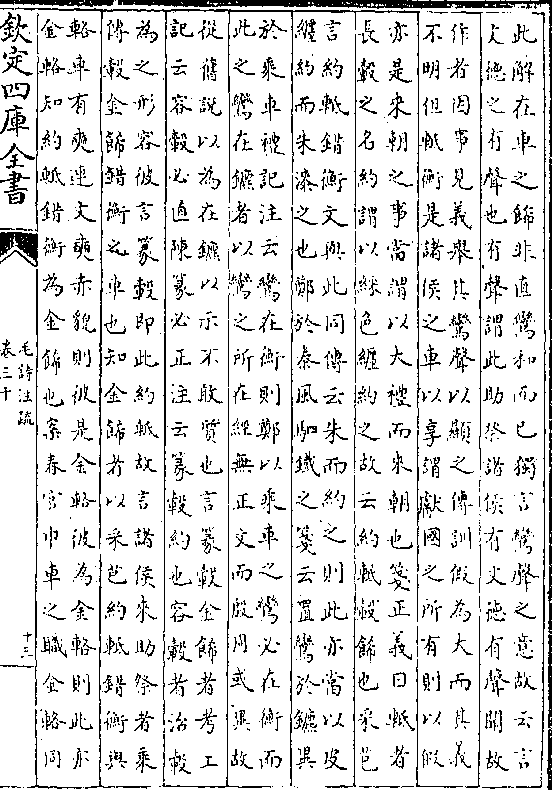 此解在車之飾非直鸞和而已獨言鸞聲之意故云言
文德之有聲也有聲謂此助祭諸侯有文德有聲聞故
作者因事見義舉其鸞聲以顯之傳訓假為大而其義
不明但軝衡是諸侯之車以享謂獻國之所有則以假
亦是來朝之事當謂以大禮而來朝也箋正義曰軝者
長轂之名約謂以綵色纏約之故云約軝轂飾也采芑
言約軝錯衡文與此同傳云朱而約之則此亦當以皮
纏約而朱漆之也鄭於秦風駟鐵之箋云置鸞於鑣異
於乘車禮記注云鸞在衡則鄭以乘車之鸞必在衡而
此之鸞在鑣者以鸞之所在經無正文而殷周或異故
從舊說以為在鑣以示不敢質也言篆轂金飾者考工
記云容轂必直陳篆必正注云篆轂約也容轂者治轂
為之形容彼言篆轂即此約軝故言諸侯來助祭者乘
傳轂金飾錯衡之車也知金飾者以采芑約軝錯衡與
輅車有奭連文奭赤貌則彼是金輅彼為金輅則此亦
金輅知約軝錯衡為金飾也案春官巾車之職金輅同
欽定四庫全書
毛詩注疏
卷三十
十三